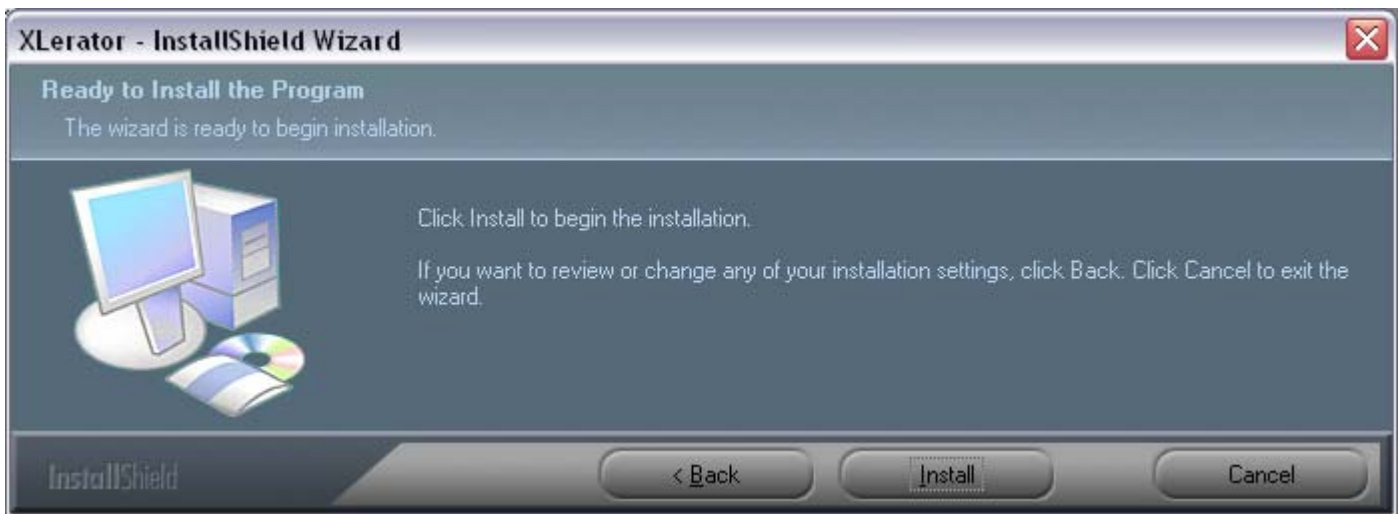 XLerator - InstallShield Wizard
Ready to Install the Program
The wizard is ready to begin installation.
Click Install to begin the installation.
If you want to review or change any of your installation settings, click Back. Click Cancel to exit the
wizard.
InstallShield
< Back
Install
Cancel